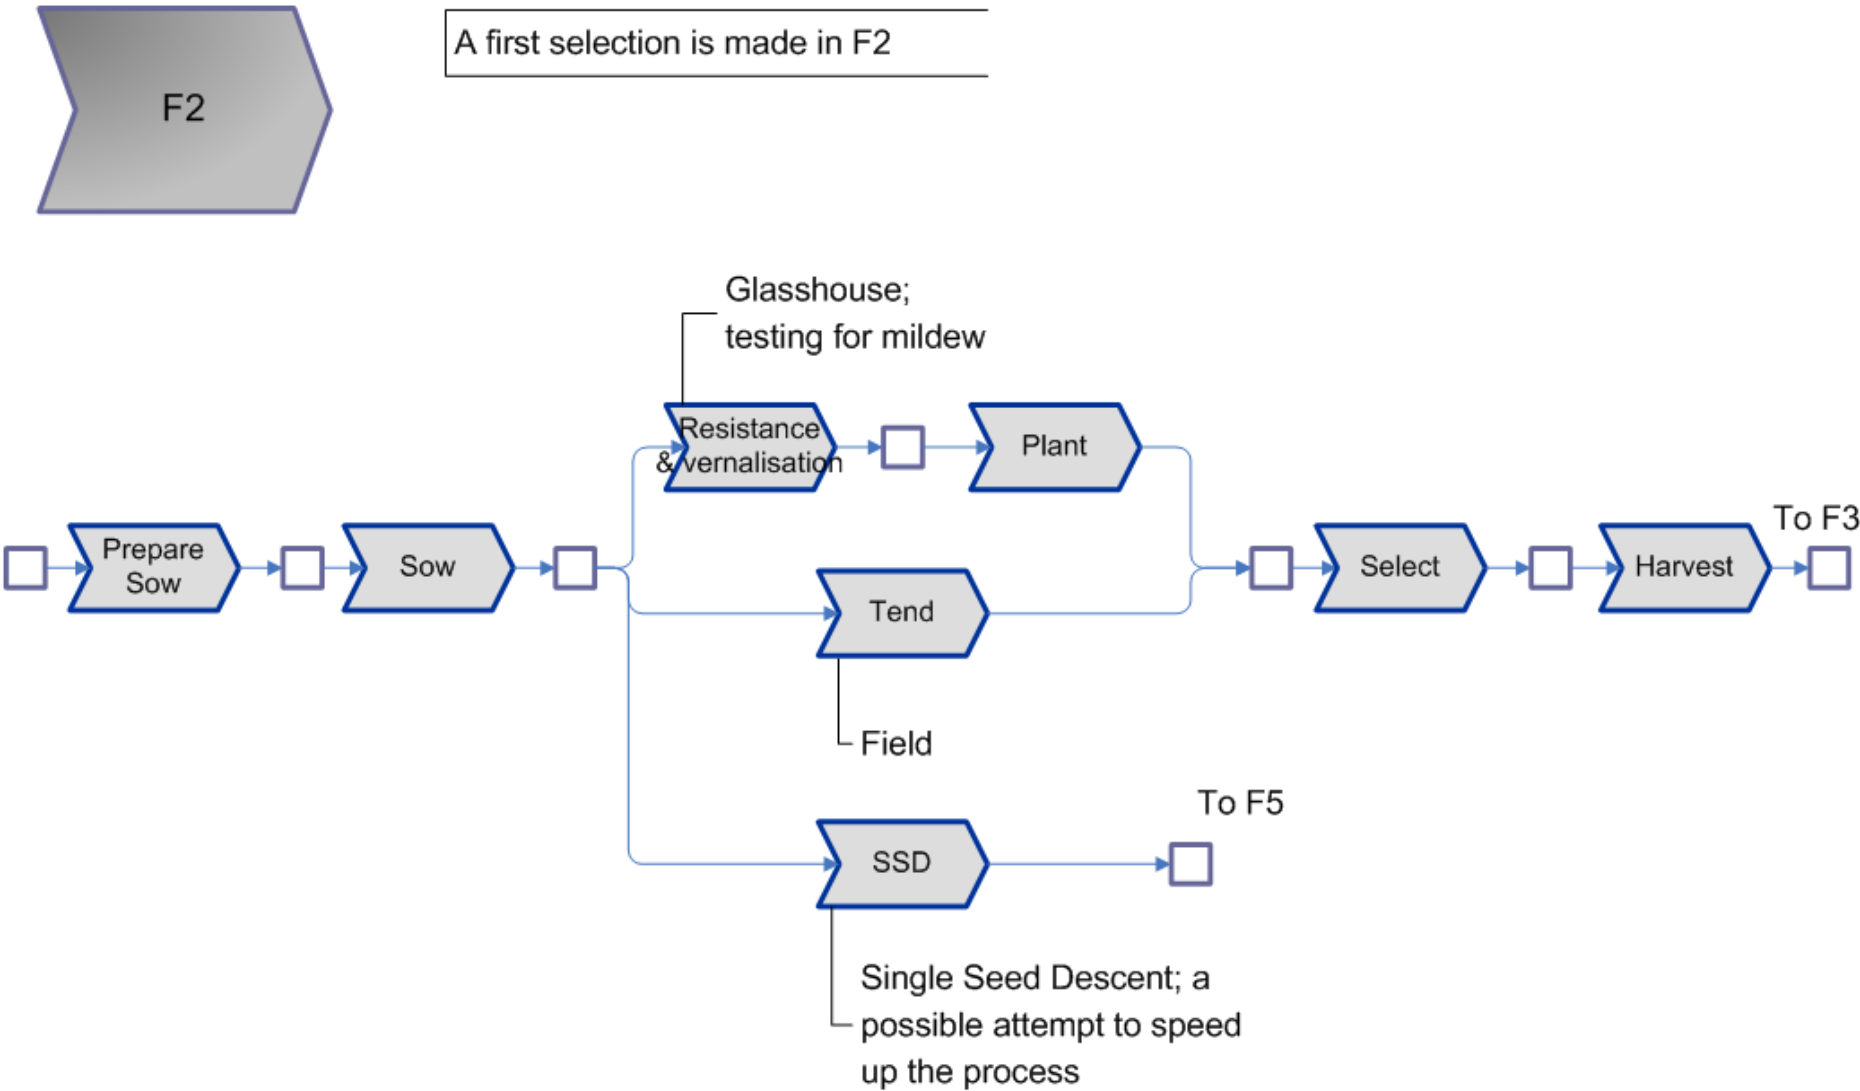 F2
A first selection is made in F2
Glasshouse;
testing for mildew
Resistance
& vernalisation
Plant
Prepare
Sow
Sow
Tend
Select
Harvest
To F3
Field
To F5
SSD
Single Seed Descent; a
possible attempt to speed
up the process